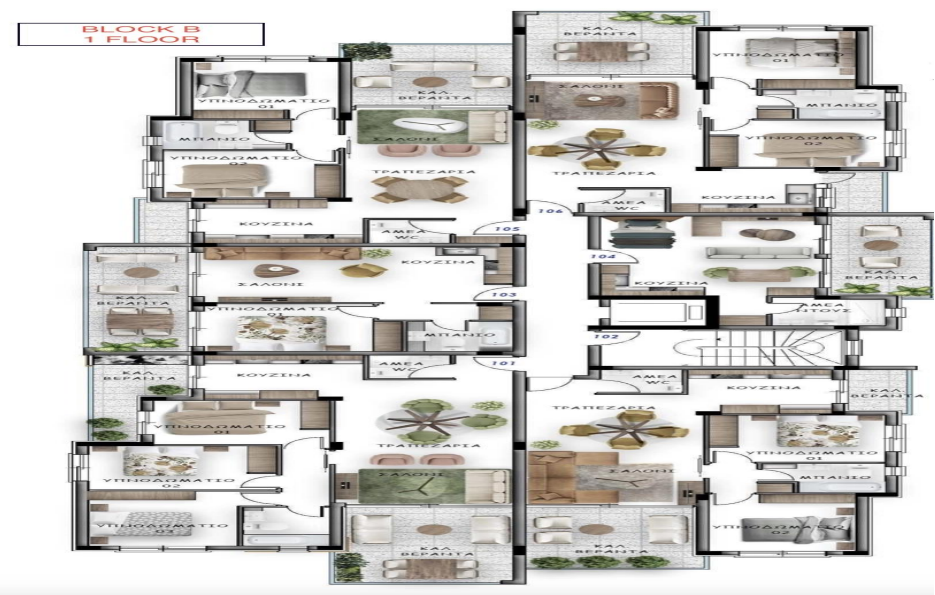 BLOCK B
1 FLOOR
ΚΑΛ.
ΒΕΡΑΝΤΑ
ΥΠΝΟΔΩΜΑΤΙΟ
01
ΚΑΛ.
ΒΕΡΑΝΤΑ
ΥΠΝΟΔΩΜΑΤΙΟ
01
ΣΑΛΟΝΙ
ΜΠΑΝΙΟ
ΜΠΑΝΙΟ
ΣΑΛΟΝΙ
ΥΠΝΟΔΩΜΑΤΙΟ
02
ΥΠΝΟΔΩΜΑΤΙΟ
02
ΤΡΑΠΕΖΑΡΙΑ
ΤΡΑΠΕΖΑΡΙΑ
ΚΟΥΖΙΝΑ
ΑΜΕΑ
WC
106
ΚΟΥΖΙΝΑ
ΑΜΕΑ
WC
105
104
ΚΟΥΖΙΝΑ
ΣΑΛΟΝΙ
ΚΟΥΖΙΝΑ
ΚΑΛ.
ΒΕΡΑΝΤΑ
103
ΚΑΛ.
ΒΕΡΑΝΤΑ
ΥΠΝΟΔΩΜΑΤΙΟ
01
ΑΜΕΑ
ΝΤΟΥΣ
ΜΠΑΝΙΟ
102
101
ΑΜΕΑ
WC
ΚΟΥΖΙΝΑ
ΚΑΛ.
ΒΕΡΑΝΤΑ
ΑΜΕΑ
WC
ΚΟΥΖΙΝΑ
ΚΑΛ.
ΒΕΡΑΝΤΑ
ΤΡΑΠΕΖΑΡΙΑ
ΥΠΝΟΔΩΜΑΤΙΟ
01
ΤΡΑΠΕΖΑΡΙΑ
ΥΠΝΟΔΩΜΑΤΙΟ
01
ΣΑΛΟΝΙ
ΣΑΛΟΝΙ
ΜΠΑΝΙΟ
ΥΠΝΟΔΩΜΑΤΙΟ
02
ΥΠΝΟΔΩΜΑΤΙΟ
03
ΥΠΝΟΔΩΜΑΤΙΟ
02
ΚΑΛ.
ΒΕΡΑΝΤΑ
ΚΑΛ.
ΒΕΡΑΝΤΑ